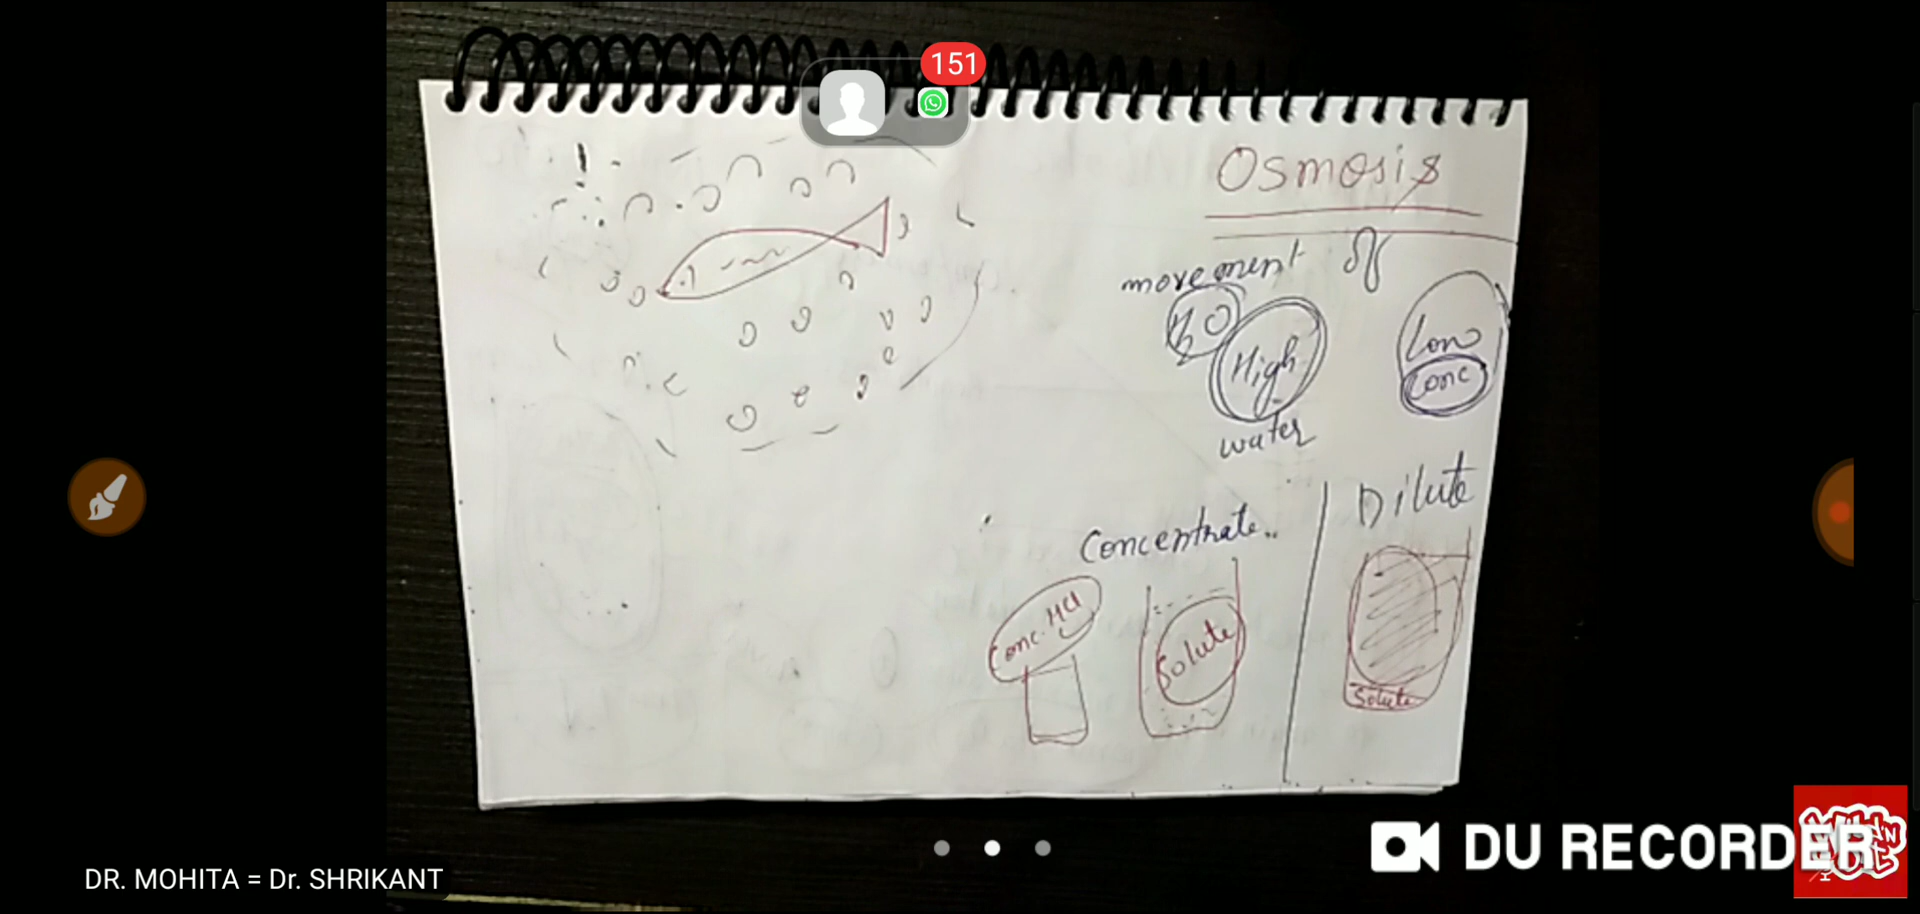 151
Osmosis
movement of
H2O
High
Low
Conc
water
Concentrate..
Dilute
Conc. HCl
Solute
Solute
DU RECORDER
DR. MOHITA = Dr. SHRIKANT